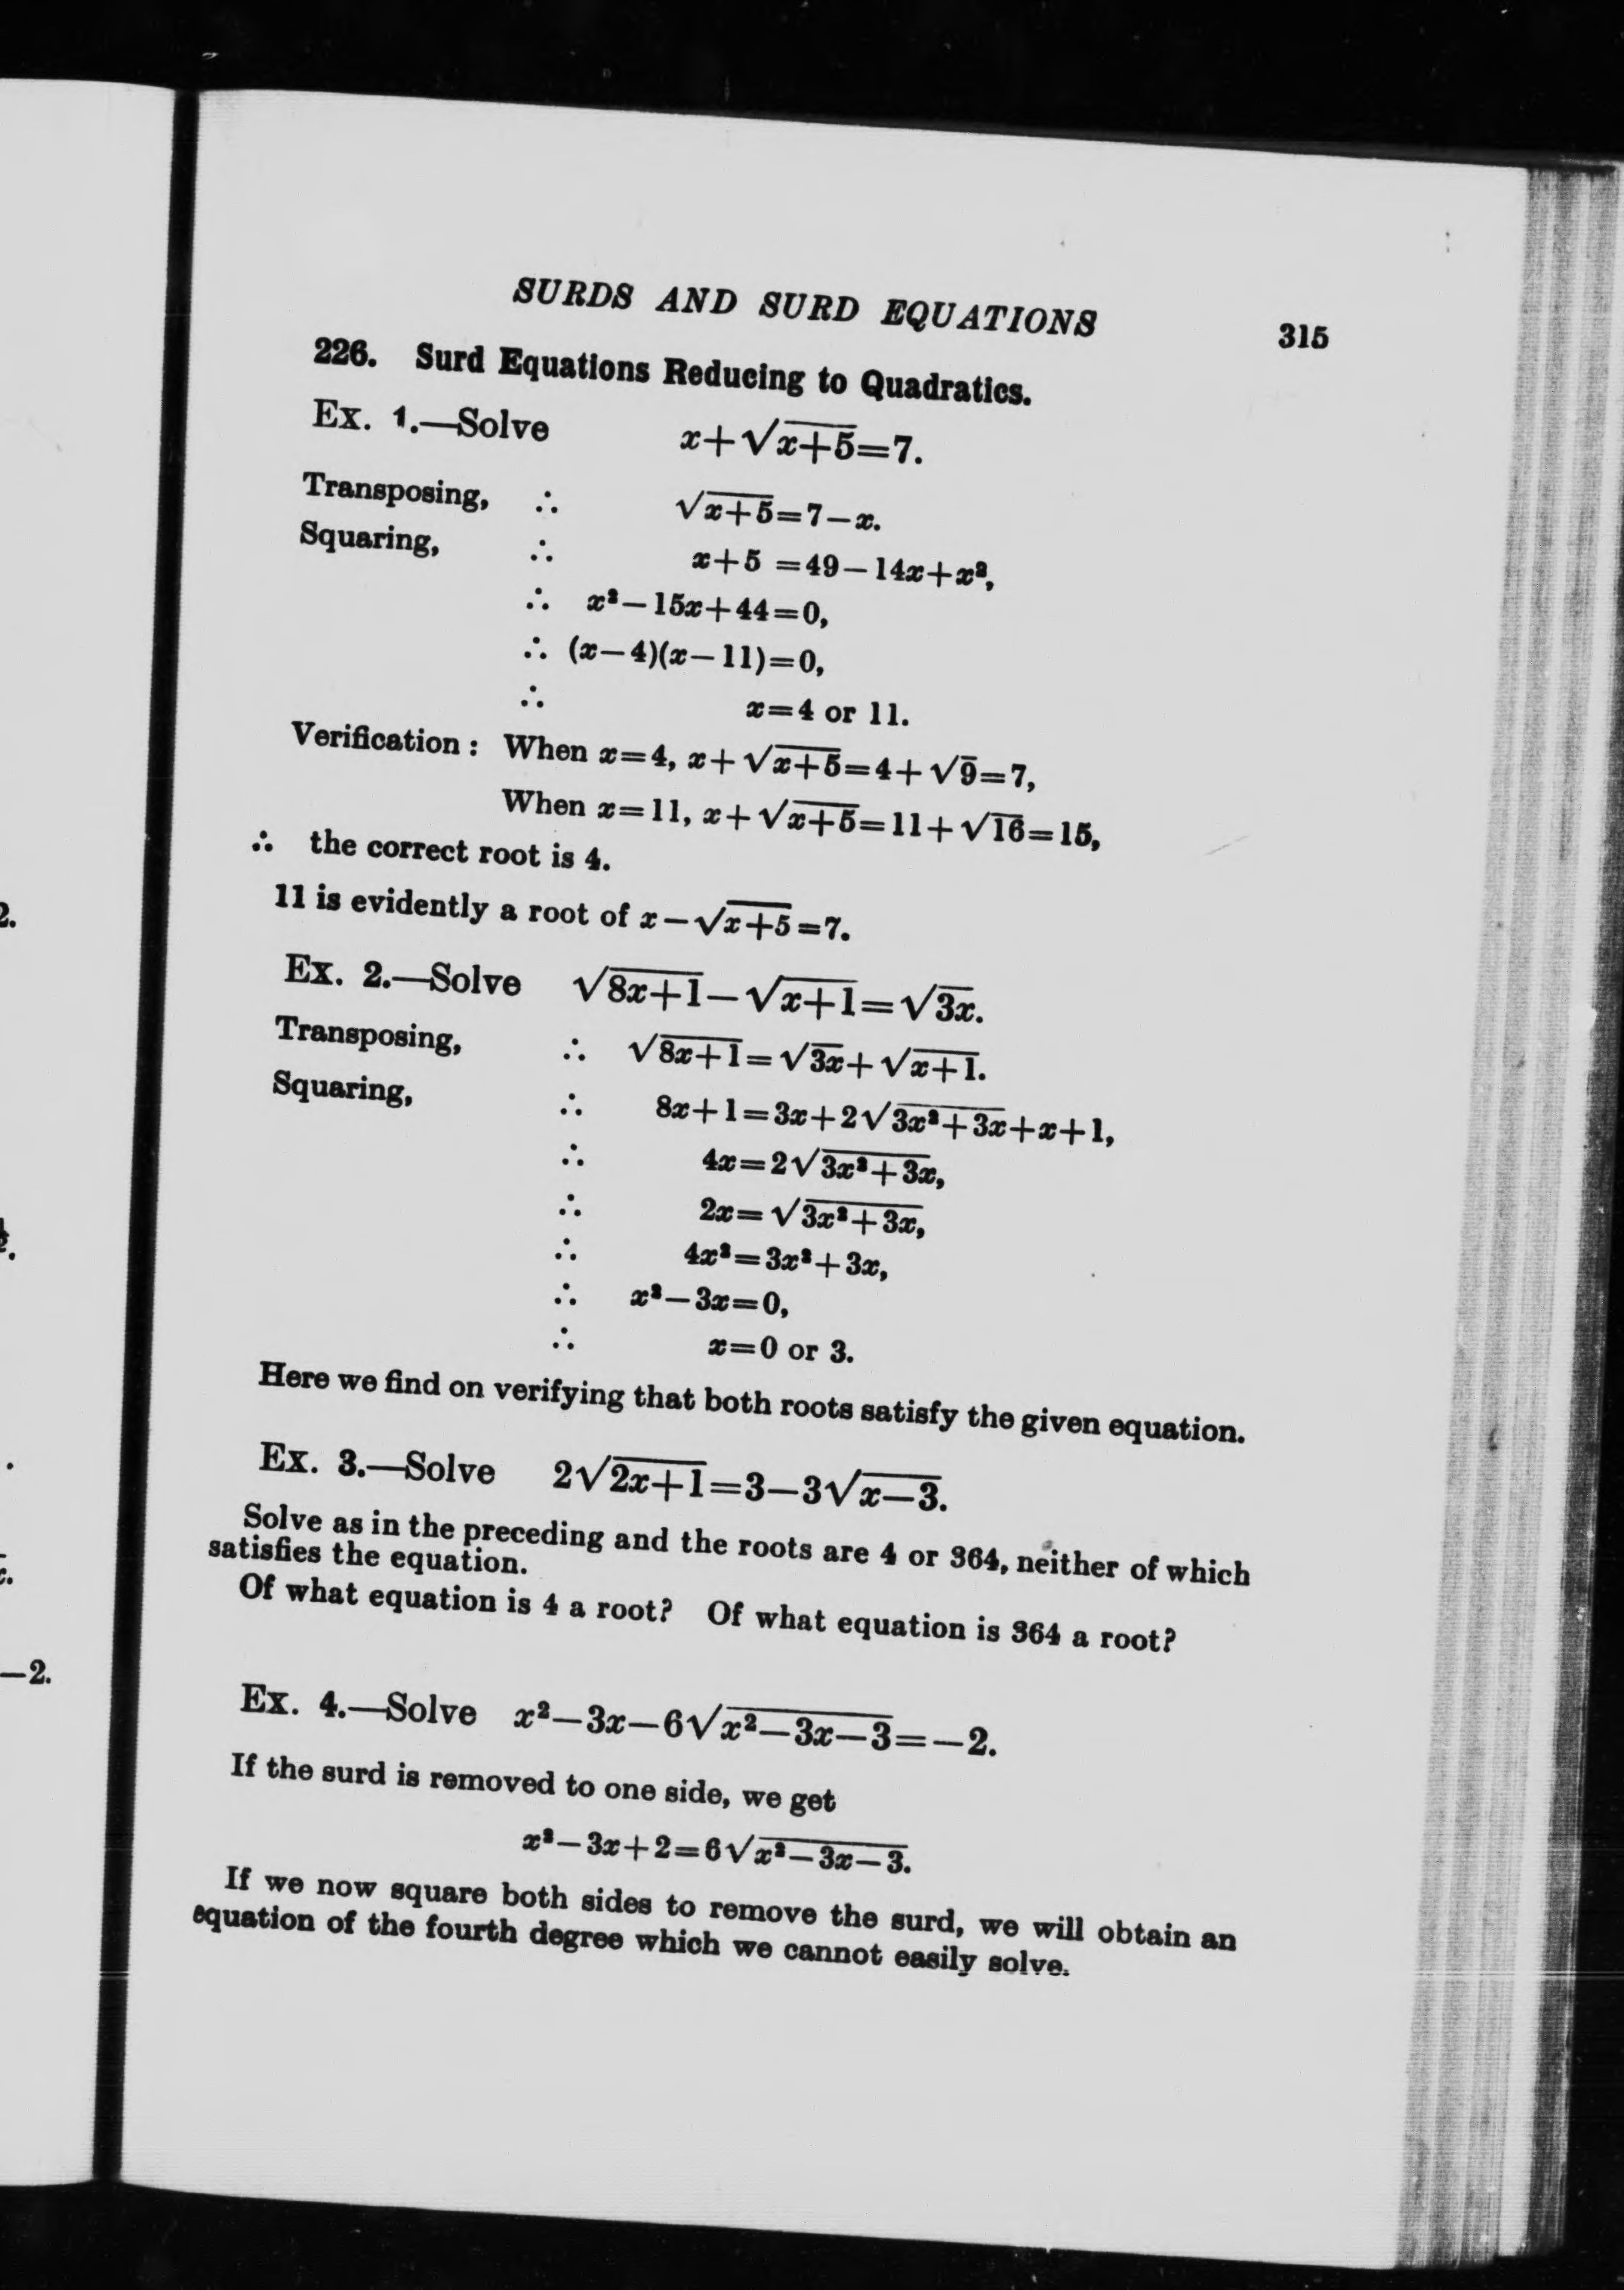 SURDS AND SURD EQUATIONS 315
226. Surd Equations Reducing to Quadratics.
Ex. 1.—Solve x+√x+5=7.
Transposing, ∴ √x+5=7−x.
Squaring, ∴ x+5 =49−14x+x²,
∴ x²−15x+44=0,
∴ (x−4)(x−11)=0,
∴ x=4 or 11.
Verification : When x=4, x+√x+5=4+√9=7,
When x=11, x+√x+5=11+√16=15,
∴ the correct root is 4.
11 is evidently a root of x−√x+5=7.
Ex. 2.—Solve √8x+1−√x+1=√3x.
Transposing, ∴ √8x+1=√3x+√x+1.
Squaring, ∴ 8x+1=3x+2√3x²+3x+x+1,
∴ 4x=2√3x²+3x,
∴ 2x=√3x²+3x,
∴ 4x²=3x²+3x,
∴ x²−3x=0,
∴ x=0 or 3.
Here we find on verifying that both roots satisfy the given equation.
Ex. 3.—Solve 2√2x+1=3−3√x−3.
Solve as in the preceding and the roots are 4 or 364, neither of which
satisfies the equation.
Of what equation is 4 a root? Of what equation is 364 a root?
Ex. 4.—Solve x²−3x−6√x²−3x−3=−2.
If the surd is removed to one side, we get
x²−3x+2=6√x²−3x−3.
If we now square both sides to remove the surd, we will obtain an
equation of the fourth degree which we cannot easily solve.
2.
−2.